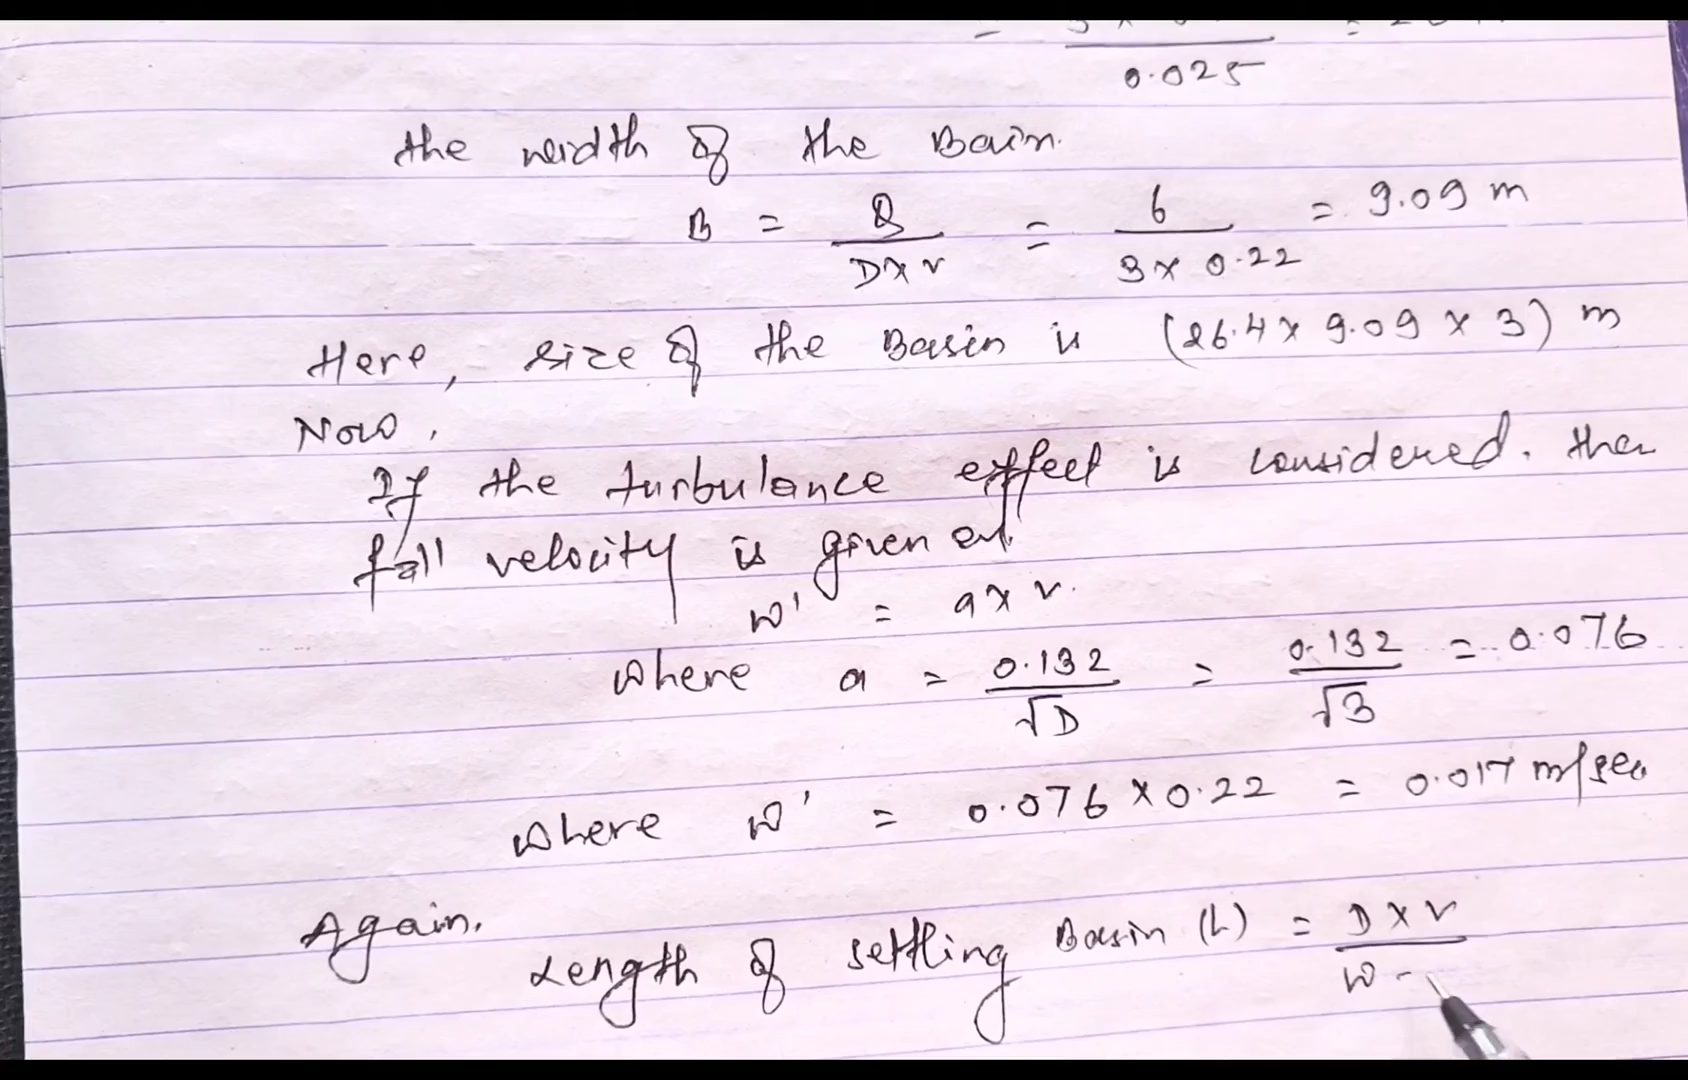 0.025
the width of the Basin.
B = Q / D×v = 6 / 3×0.22 = 9.09 m
Here, size of the Basin is (26.4 × 9.09 × 3) m
Now,
If the turbulance effect is considered. then
fall velocity is given as
w' = a×v.
where a = 0.132 / √D = 0.132 / √3 = 0.076
where w' = 0.076 × 0.22 = 0.017 m/sec
Again,
Length of settling Basin (L) = D×v / w -